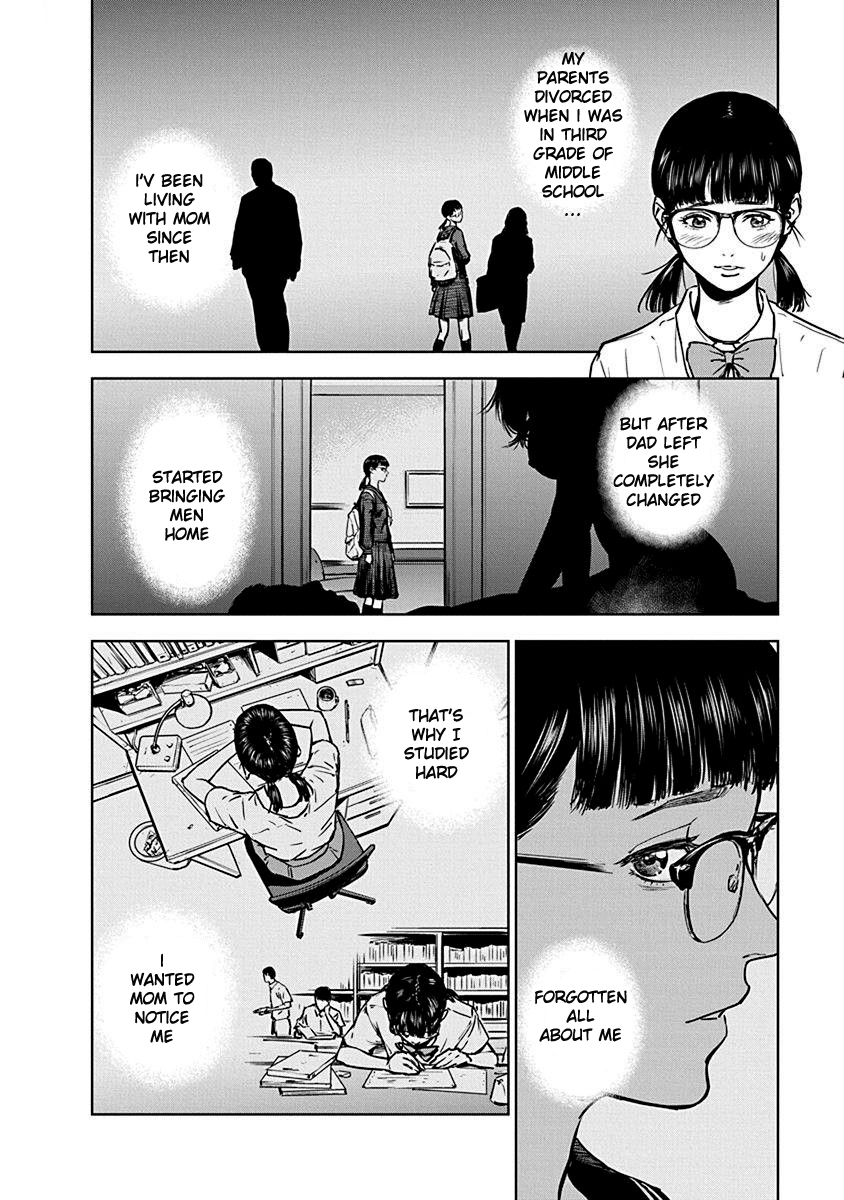 MY
PARENTS
DIVORCED
WHEN I WAS
IN THIRD
GRADE OF
MIDDLE
SCHOOL
...
I'V BEEN
LIVING
WITH MOM
SINCE
THEN
BUT AFTER
DAD LEFT
SHE
COMPLETELY
CHANGED
STARTED
BRINGING
MEN
HOME
FORGOTTEN
ALL
ABOUT ME
THAT'S
WHY I
STUDIED
HARD
I
WANTED
MOM TO
NOTICE
ME